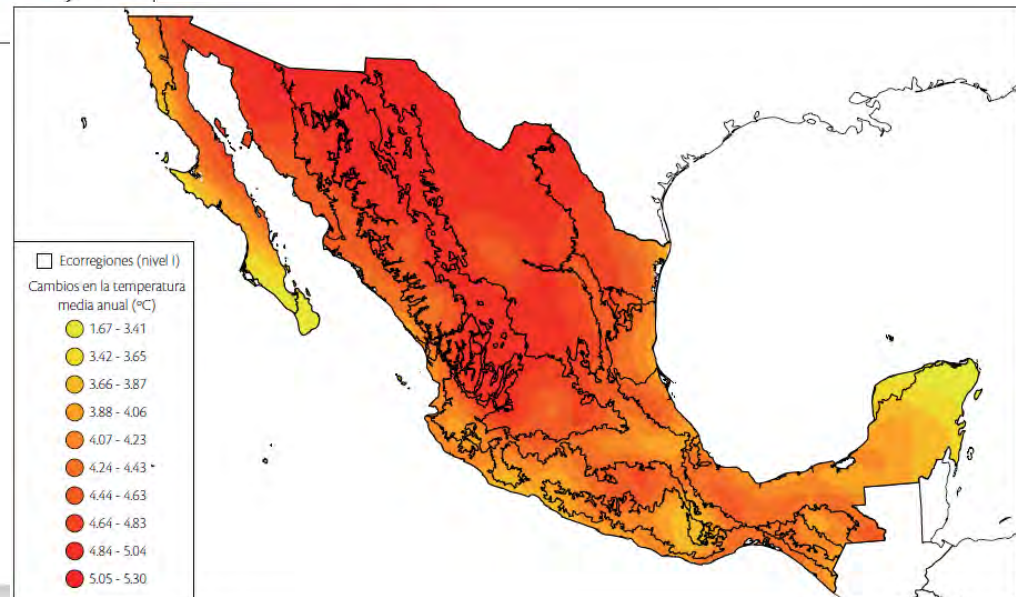 Ecorregiones (nivel I)
Cambios en la temperatura
media anual (ºC)
1.67 - 3.41
3.42 - 3.65
3.66 - 3.87
3.88 - 4.06
4.07 - 4.23
4.24 - 4.43
4.44 - 4.63
4.64 - 4.83
4.84 - 5.04
5.05 - 5.30